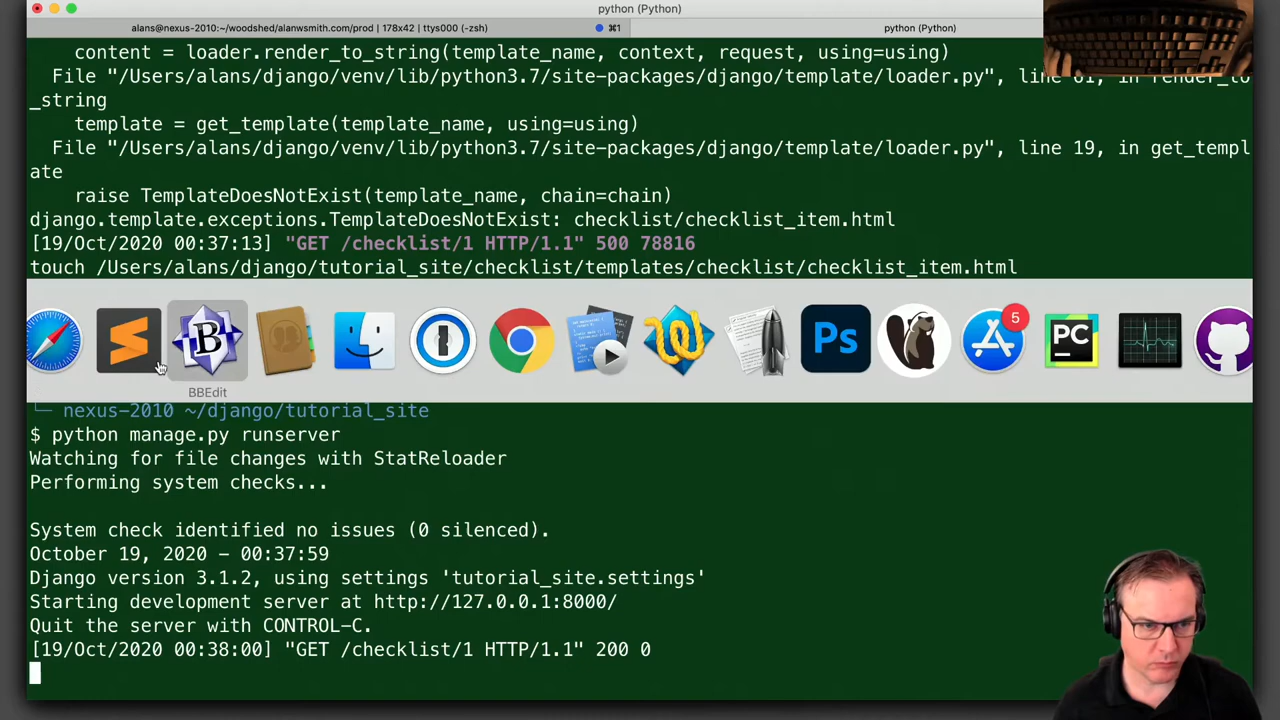 python (Python)
alans@nexus-2010:~/woodshed/alanwsmith.com/prod | 178x42 | ttys000 (-zsh)
⌘1
python (Python)
content = loader.render_to_string(template_name, context, request, using=using)
File "/Users/alans/django/venv/lib/python3.7/site-packages/django/template/loader.py", line 61, in render_to
_string
template = get_template(template_name, using=using)
File "/Users/alans/django/venv/lib/python3.7/site-packages/django/template/loader.py", line 19, in get_templ
ate
raise TemplateDoesNotExist(template_name, chain=chain)
django.template.exceptions.TemplateDoesNotExist: checklist/checklist_item.html
[19/Oct/2020 00:37:13] "GET /checklist/1 HTTP/1.1" 500 78816
touch /Users/alans/django/tutorial_site/checklist/templates/checklist/checklist_item.html
B
Ps
5
PC
BBEdit
nexus-2010 ~/django/tutorial_site
$ python manage.py runserver
Watching for file changes with StatReloader
Performing system checks...
System check identified no issues (0 silenced).
October 19, 2020 - 00:37:59
Django version 3.1.2, using settings 'tutorial_site.settings'
Starting development server at http://127.0.0.1:8000/
Quit the server with CONTROL-C.
[19/Oct/2020 00:38:00] "GET /checklist/1 HTTP/1.1" 200 0